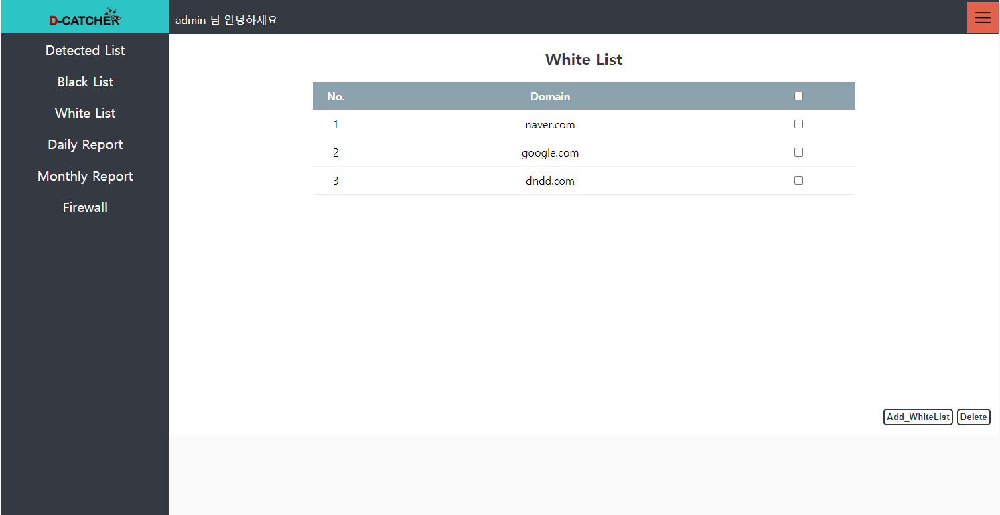 D-CATCHER
admin 님 안녕하세요
Detected List
Black List
White List
Daily Report
Monthly Report
Firewall
White List
No. Domain
1 naver.com
2 google.com
3 dndd.com
Add_WhiteList Delete